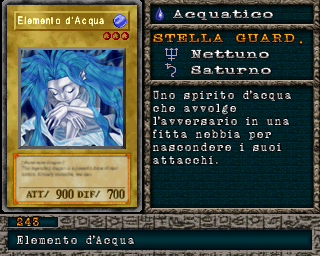 Elemento d'Acqua
ATT/ 900 DIF/ 700
Acquatico
STELLA GUARD.
Nettuno
Saturno
Uno spirito d'acqua
che avvolge
l'avversario in una
fitta nebbia per
nascondere i suoi
attacchi.
243
Elemento d'Acqua